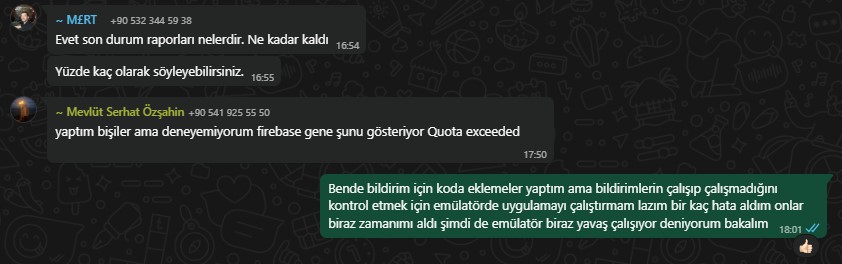 ~ M£RT +90 532 344 59 38
Evet son durum raporları nelerdir. Ne kadar kaldı
16:54
Yüzde kaç olarak söyleyebilirsiniz.
16:55
~ Mevlüt Serhat Özşahin +90 541 925 55 50
yaptım bişiler ama deneyemiyorum firebase gene şunu gösteriyor Quota exceeded
17:50
Bende bildirim için koda eklemeler yaptım ama bildirimlerin çalışıp çalışmadığını
kontrol etmek için emülatörde uygulamayı çalıştırmam lazım bir kaç hata aldım onlar
biraz zamanımı aldı şimdi de emülatör biraz yavaş çalışıyor deniyorum bakalım
18:01